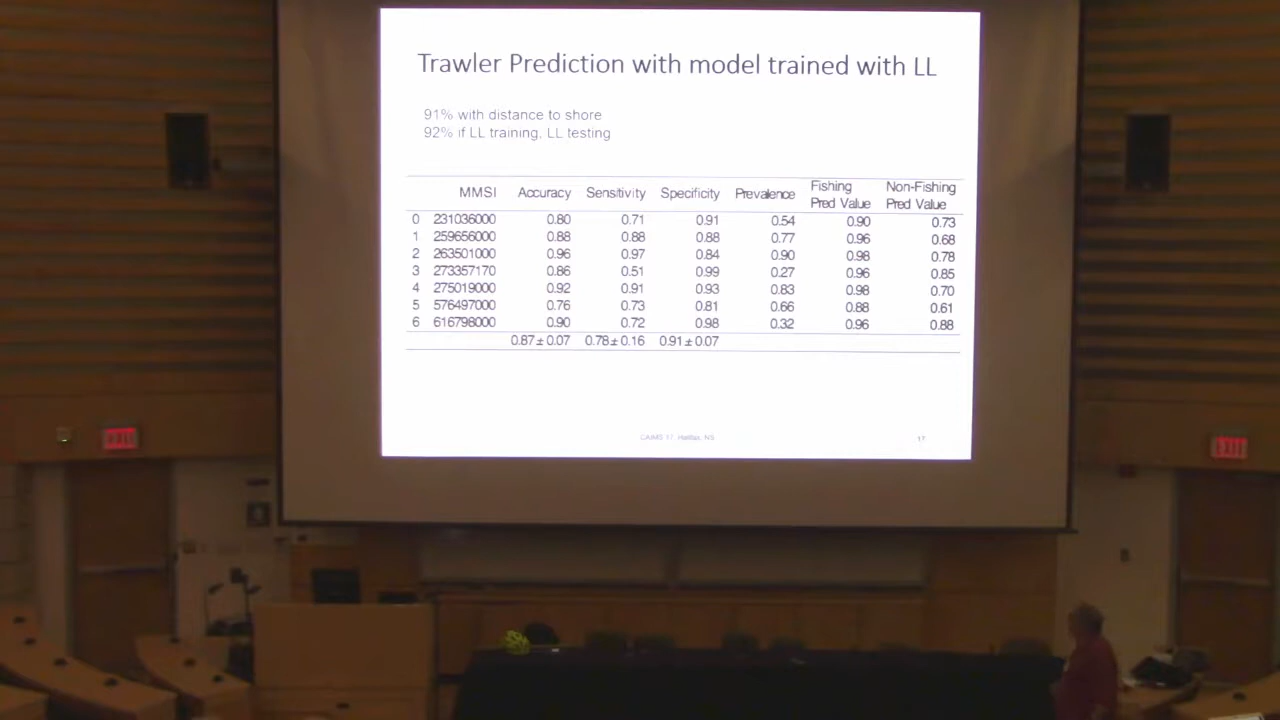 Trawler Prediction with model trained with LL
91% with distance to shore
92% if LL training, LL testing
MMSI Accuracy Sensitivity Specificity Prevalence Fishing Pred Value Non-Fishing Pred Value
0 231036000 0.80 0.71 0.91 0.54 0.90 0.73
1 259656000 0.88 0.88 0.88 0.77 0.96 0.68
2 263501000 0.96 0.97 0.84 0.90 0.98 0.78
3 273357170 0.86 0.51 0.99 0.27 0.96 0.85
4 275019000 0.92 0.91 0.93 0.83 0.98 0.70
5 576497000 0.76 0.73 0.81 0.66 0.88 0.61
6 616798000 0.90 0.72 0.98 0.32 0.96 0.88
0.87 ± 0.07 0.78 ± 0.16 0.91 ± 0.07
CAIMS 17, Halifax, NS
17
EXIT
EXIT